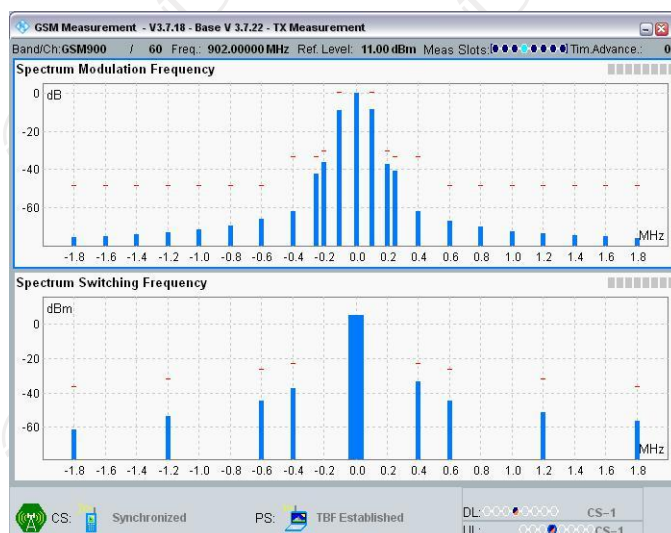 GSM Measurement - V3.7.18 - Base V 3.7.22 - TX Measurement
Band/Ch:GSM900 / 60 Freq.: 902.00000 MHz Ref. Level: 11.00 dBm Meas Slots:[ ] Tim.Advance.: 0
Spectrum Modulation Frequency
dB
0
-20
-40
-60
MHz
-1.8 -1.6 -1.4 -1.2 -1.0 -0.8 -0.6 -0.4 -0.2 0.0 0.2 0.4 0.6 0.8 1.0 1.2 1.4 1.6 1.8
Spectrum Switching Frequency
dBm
0
-20
-40
-60
MHz
-1.8 -1.6 -1.4 -1.2 -1.0 -0.8 -0.6 -0.4 -0.2 0.0 0.2 0.4 0.6 0.8 1.0 1.2 1.4 1.6 1.8
CS: Synchronized PS: TBF Established
DL: CS-1
UL: CS-1